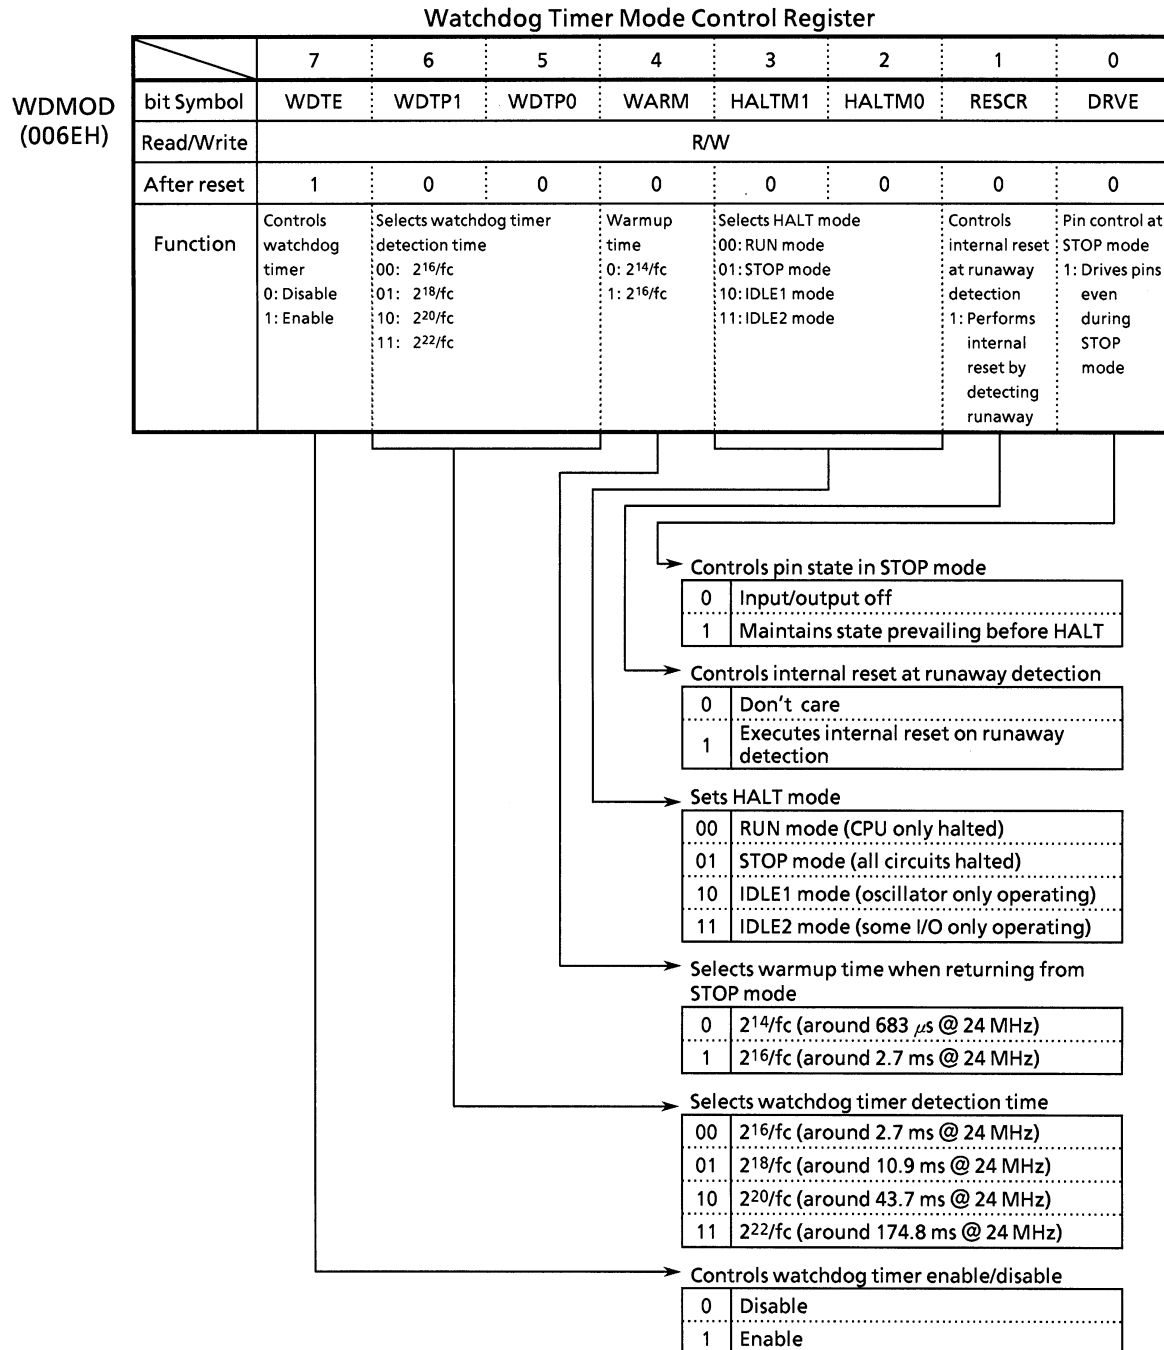 Watchdog Timer Mode Control Register
7 6 5 4 3 2 1 0
WDMOD
(006EH)
bit Symbol WDTE WDTP1 WDTP0 WARM HALTM1 HALTM0 RESCR DRVE
Read/Write R/W
After reset 1 0 0 0 0 0 0 0
Function
Controls
watchdog
timer
0: Disable
1: Enable
Selects watchdog timer
detection time
00: 2¹⁶/fc
01: 2¹⁸/fc
10: 2²⁰/fc
11: 2²²/fc
Warmup
time
0: 2¹⁴/fc
1: 2¹⁶/fc
Selects HALT mode
00: RUN mode
01: STOP mode
10: IDLE1 mode
11: IDLE2 mode
Controls
internal reset
at runaway
detection
1: Performs
internal
reset by
detecting
runaway
Pin control at
STOP mode
1: Drives pins
even
during
STOP
mode
Controls pin state in STOP mode
0 Input/output off
1 Maintains state prevailing before HALT
Controls internal reset at runaway detection
0 Don't care
1 Executes internal reset on runaway
detection
Sets HALT mode
00 RUN mode (CPU only halted)
01 STOP mode (all circuits halted)
10 IDLE1 mode (oscillator only operating)
11 IDLE2 mode (some I/O only operating)
Selects warmup time when returning from
STOP mode
0 2¹⁴/fc (around 683 μs @ 24 MHz)
1 2¹⁶/fc (around 2.7 ms @ 24 MHz)
Selects watchdog timer detection time
00 2¹⁶/fc (around 2.7 ms @ 24 MHz)
01 2¹⁸/fc (around 10.9 ms @ 24 MHz)
10 2²⁰/fc (around 43.7 ms @ 24 MHz)
11 2²²/fc (around 174.8 ms @ 24 MHz)
Controls watchdog timer enable/disable
0 Disable
1 Enable